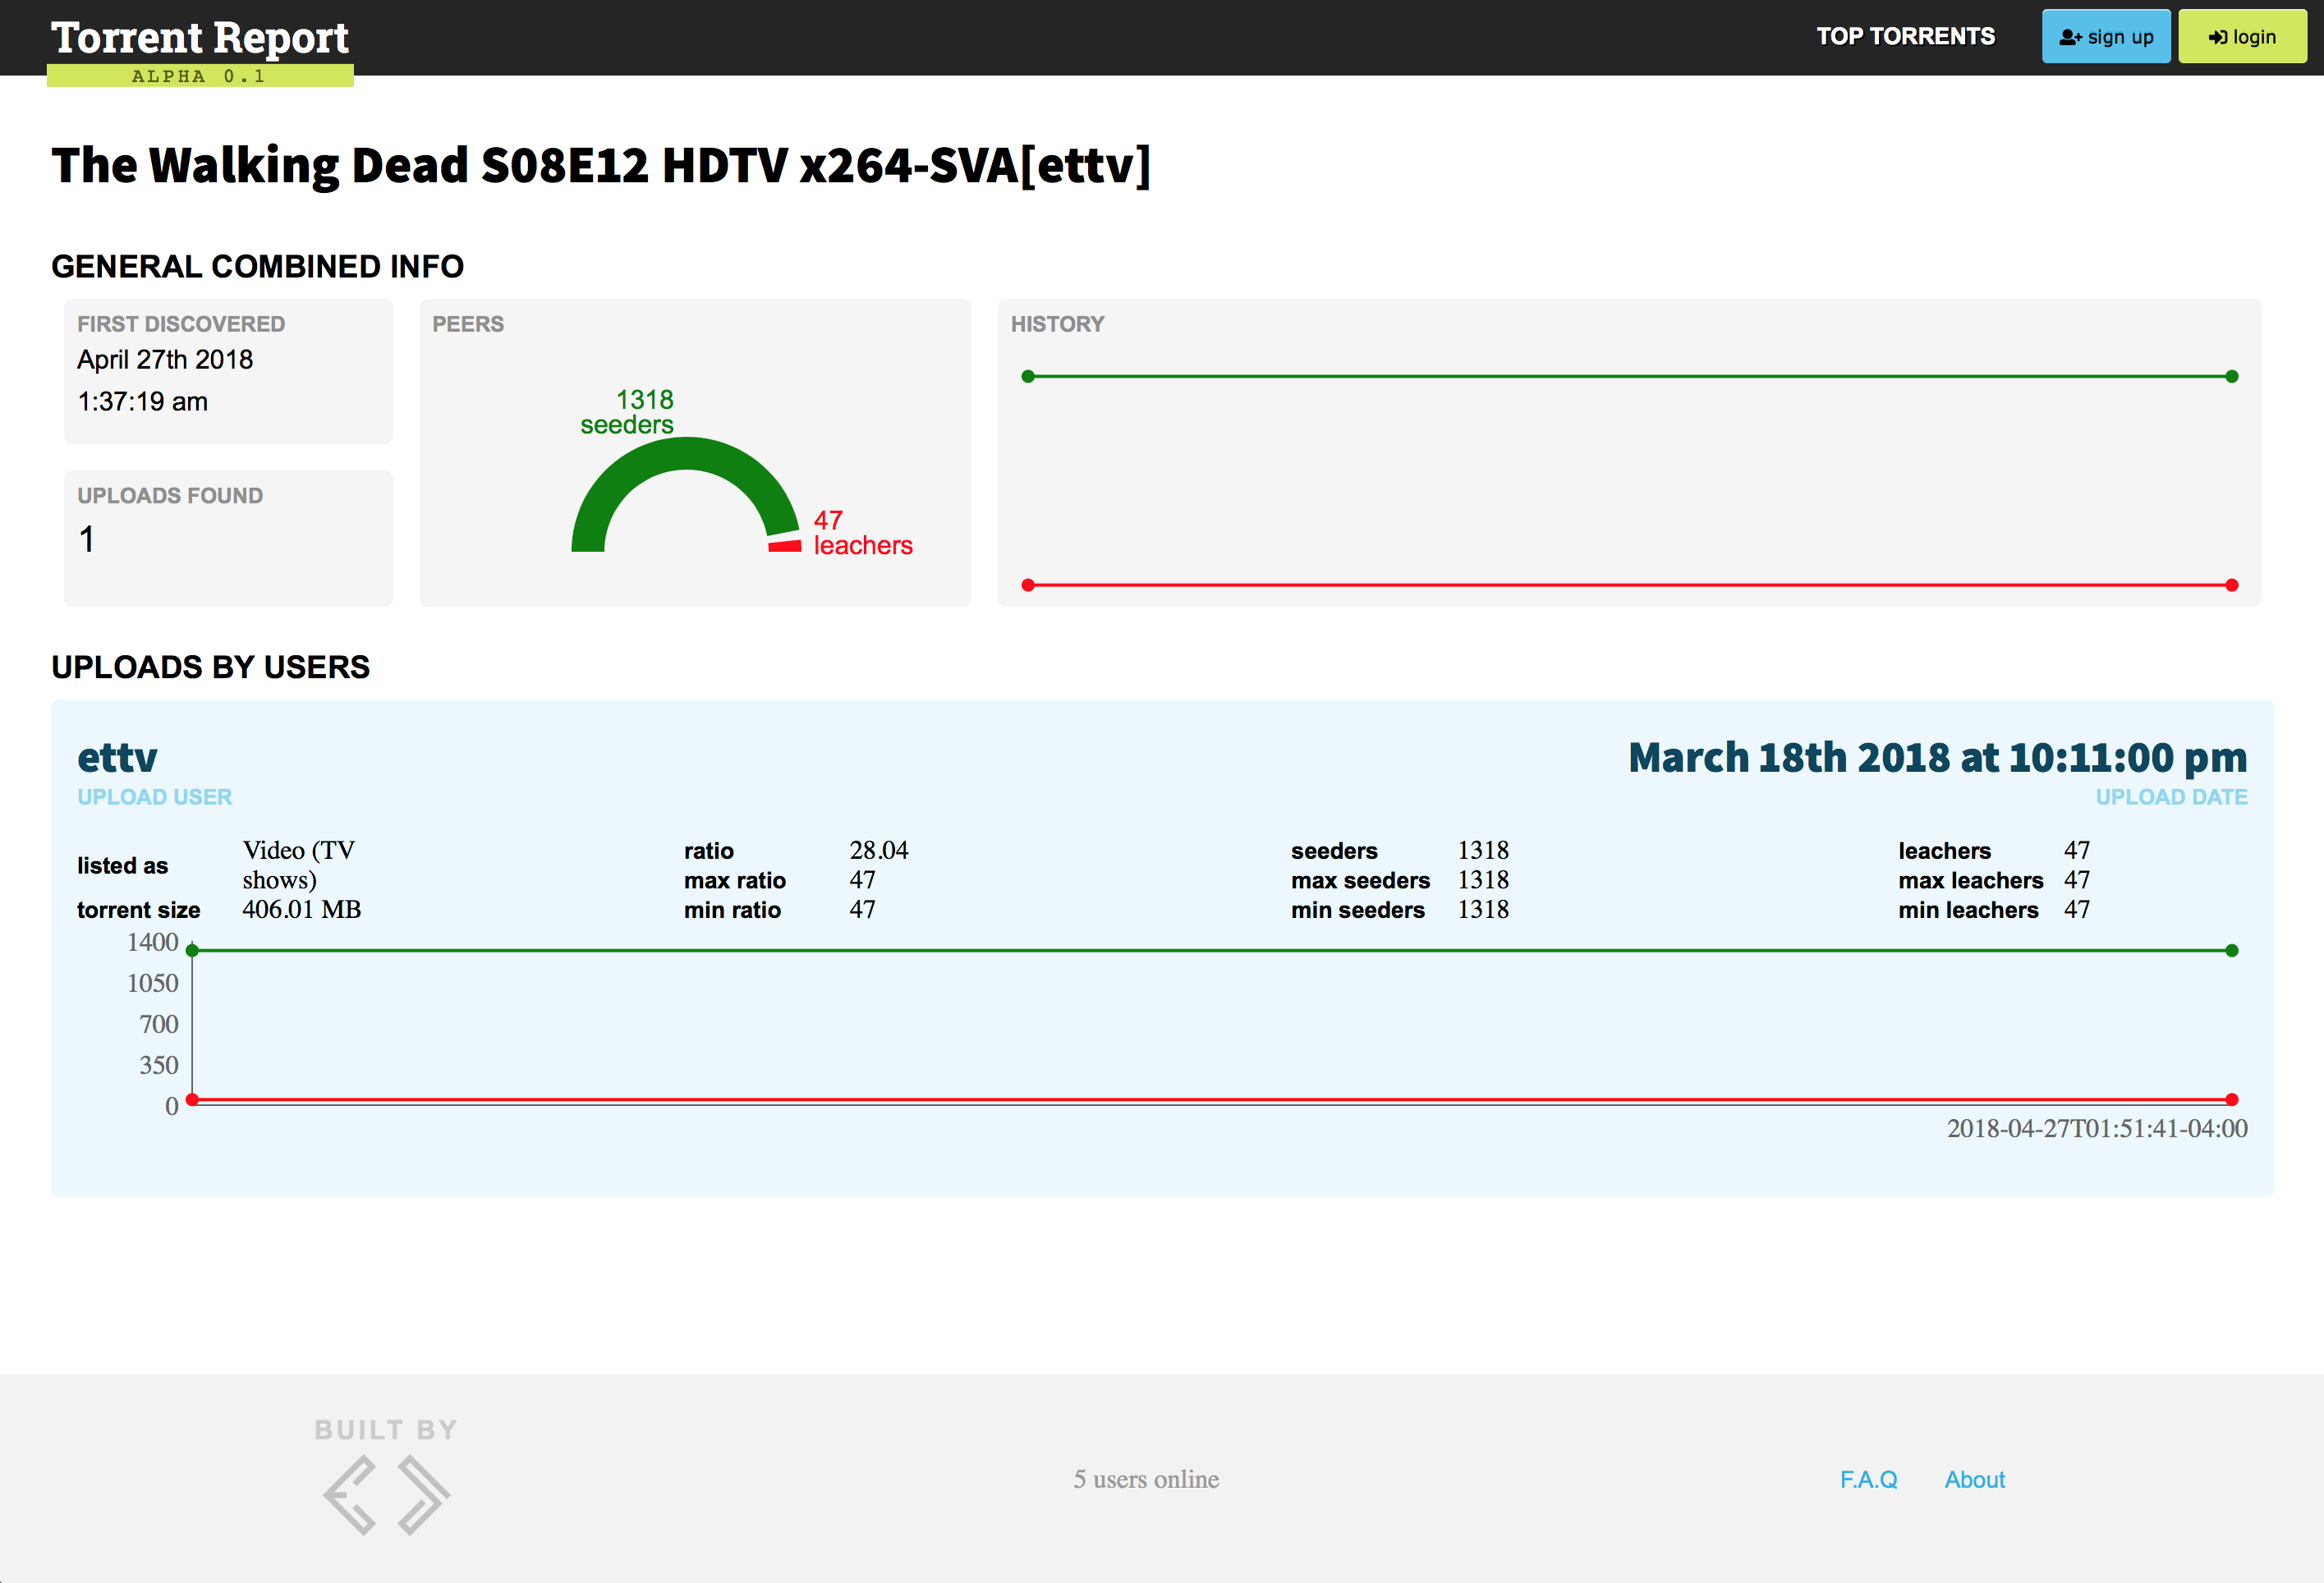 Torrent Report
ALPHA 0.1
TOP TORRENTS
sign up
login
The Walking Dead S08E12 HDTV x264-SVA[ettv]
GENERAL COMBINED INFO
FIRST DISCOVERED
April 27th 2018
1:37:19 am
UPLOADS FOUND
1
PEERS
1318
seeders
47
leachers
HISTORY
UPLOADS BY USERS
ettv
UPLOAD USER
March 18th 2018 at 10:11:00 pm
UPLOAD DATE
listed as Video (TV
shows)
torrent size 406.01 MB
ratio 28.04
max ratio 47
min ratio 47
seeders 1318
max seeders 1318
min seeders 1318
leachers 47
max leachers 47
min leachers 47
1400
1050
700
350
0
2018-04-27T01:51:41-04:00
BUILT BY
5 users online
F.A.Q About